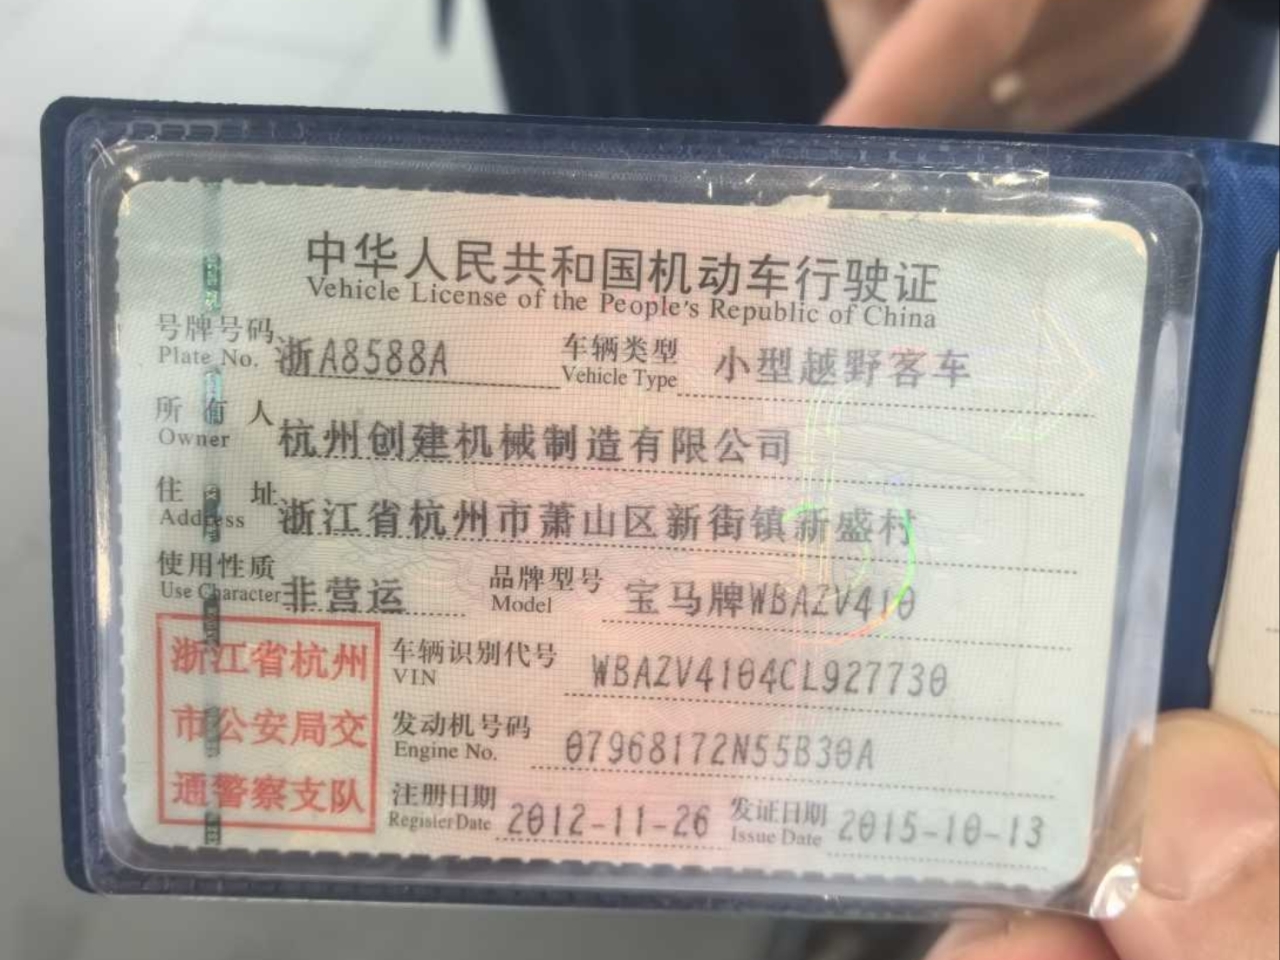 中华人民共和国机动车行驶证
Vehicle License of the People's Republic of China
号牌号码 浙A8588A 车辆类型 小型越野客车
Plate No. Vehicle Type
所有人 杭州创建机械制造有限公司
Owner
住址 浙江省杭州市萧山区新街镇新盛村
Address
使用性质 非营运 品牌型号 宝马牌WBAZV410
Use Character Model
浙江省杭州
市公安局交
通警察支队
车辆识别代号 WBAZV4104CL927730
VIN
发动机号码 07968172N55B30A
Engine No.
注册日期 2012-11-26 发证日期 2015-10-13
Register Date Issue Date